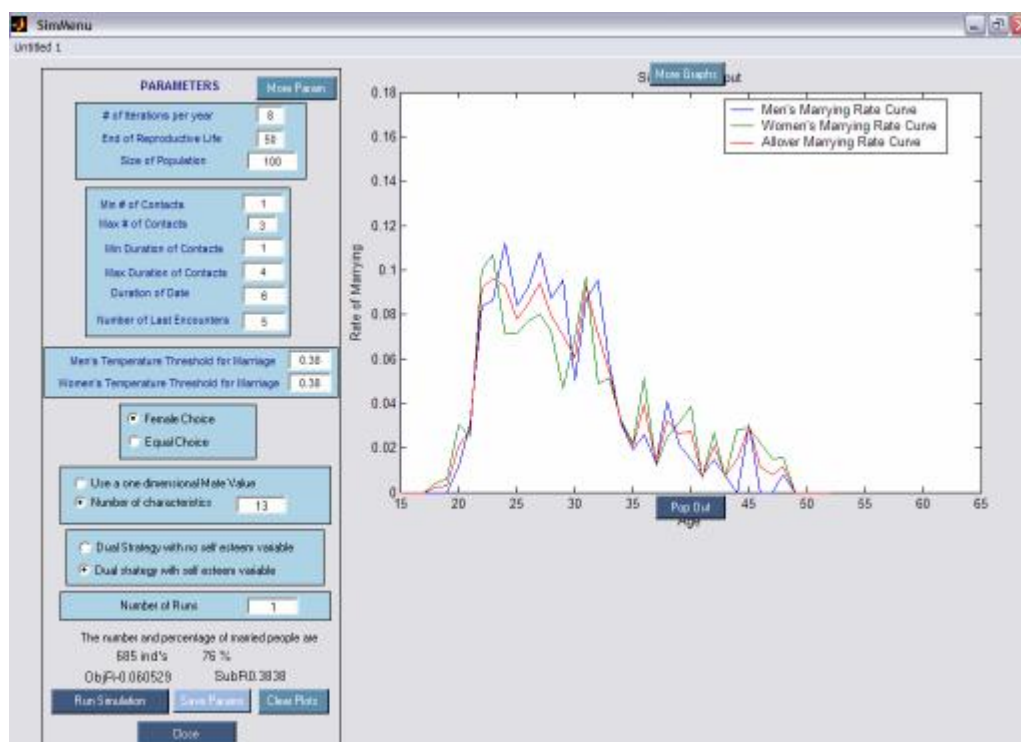 SimMenu
Untitled 1
PARAMETERS
More Param
# of Iterations per year 8
End of Reproductive Life 50
Size of Population 100
Min # of Contacts 1
Max # of Contacts 3
Min Duration of Contacts 1
Max Duration of Contacts 4
Duration of Date 6
Number of Last Encounters 5
Men's Temperature Threshold for Marriage 0.38
Women's Temperature Threshold for Marriage 0.38
Female Choice
Equal Choice
Use a one dimensional Mate Value
Number of characteristics 13
Dual Strategy with no self esteem variable
Dual strategy with self esteem variable
Number of Runs 1
The number and percentage of married people are
685 ind's 76 %
ObjFi-0.060529 SubFi0.3838
Run Simulation Save Params Clear Plots
Close
More Graphs
Men's Marrying Rate Curve
Women's Marrying Rate Curve
Allover Marrying Rate Curve
Rate of Marrying
0.18
0.16
0.14
0.12
0.1
0.08
0.06
0.04
0.02
0
15 20 25 30 35 45 50 55 60 65
Pop Out
Age